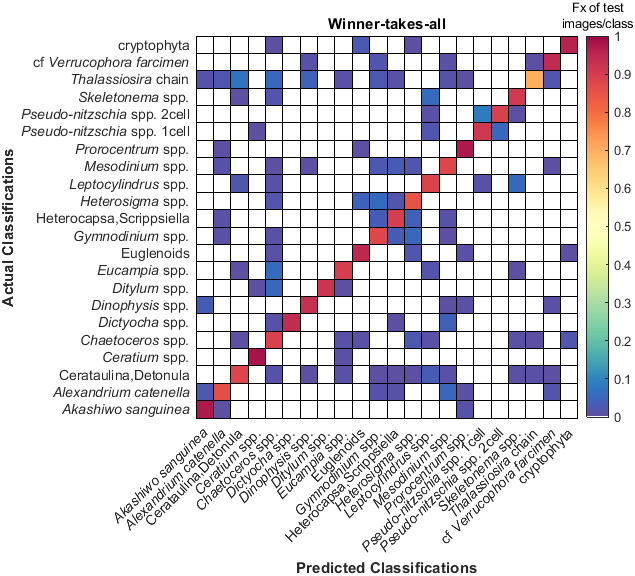 Winner-takes-all
Fx of test
images/class
Actual Classifications
cryptophyta
cf Verrucophora farcimen
Thalassiosira chain
Skeletonema spp.
Pseudo-nitzschia spp. 2cell
Pseudo-nitzschia spp. 1cell
Prorocentrum spp.
Mesodinium spp.
Leptocylindrus spp.
Heterosigma spp.
Heterocapsa,Scrippsiella
Gymnodinium spp.
Euglenoids
Eucampia spp.
Ditylum spp.
Dinophysis spp.
Dictyocha spp.
Chaetoceros spp.
Ceratium spp.
Cerataulina,Detonula
Alexandrium catenella
Akashiwo sanguinea
1
0.9
0.8
0.7
0.6
0.5
0.4
0.3
0.2
0.1
0
Akashiwo sanguinea
Alexandrium catenella
Cerataulina,Detonula
Ceratium spp.
Chaetoceros spp.
Dictyocha spp.
Dinophysis spp.
Ditylum spp.
Eucampia spp.
Euglenoids
Gymnodinium spp.
Heterocapsa,Scrippsiella
Heterosigma spp.
Leptocylindrus spp.
Mesodinium spp.
Prorocentrum spp.
Pseudo-nitzschia spp. 1cell
Pseudo-nitzschia spp. 2cell
Skeletonema spp.
Thalassiosira chain
cf Verrucophora farcimen
cryptophyta
Predicted Classifications